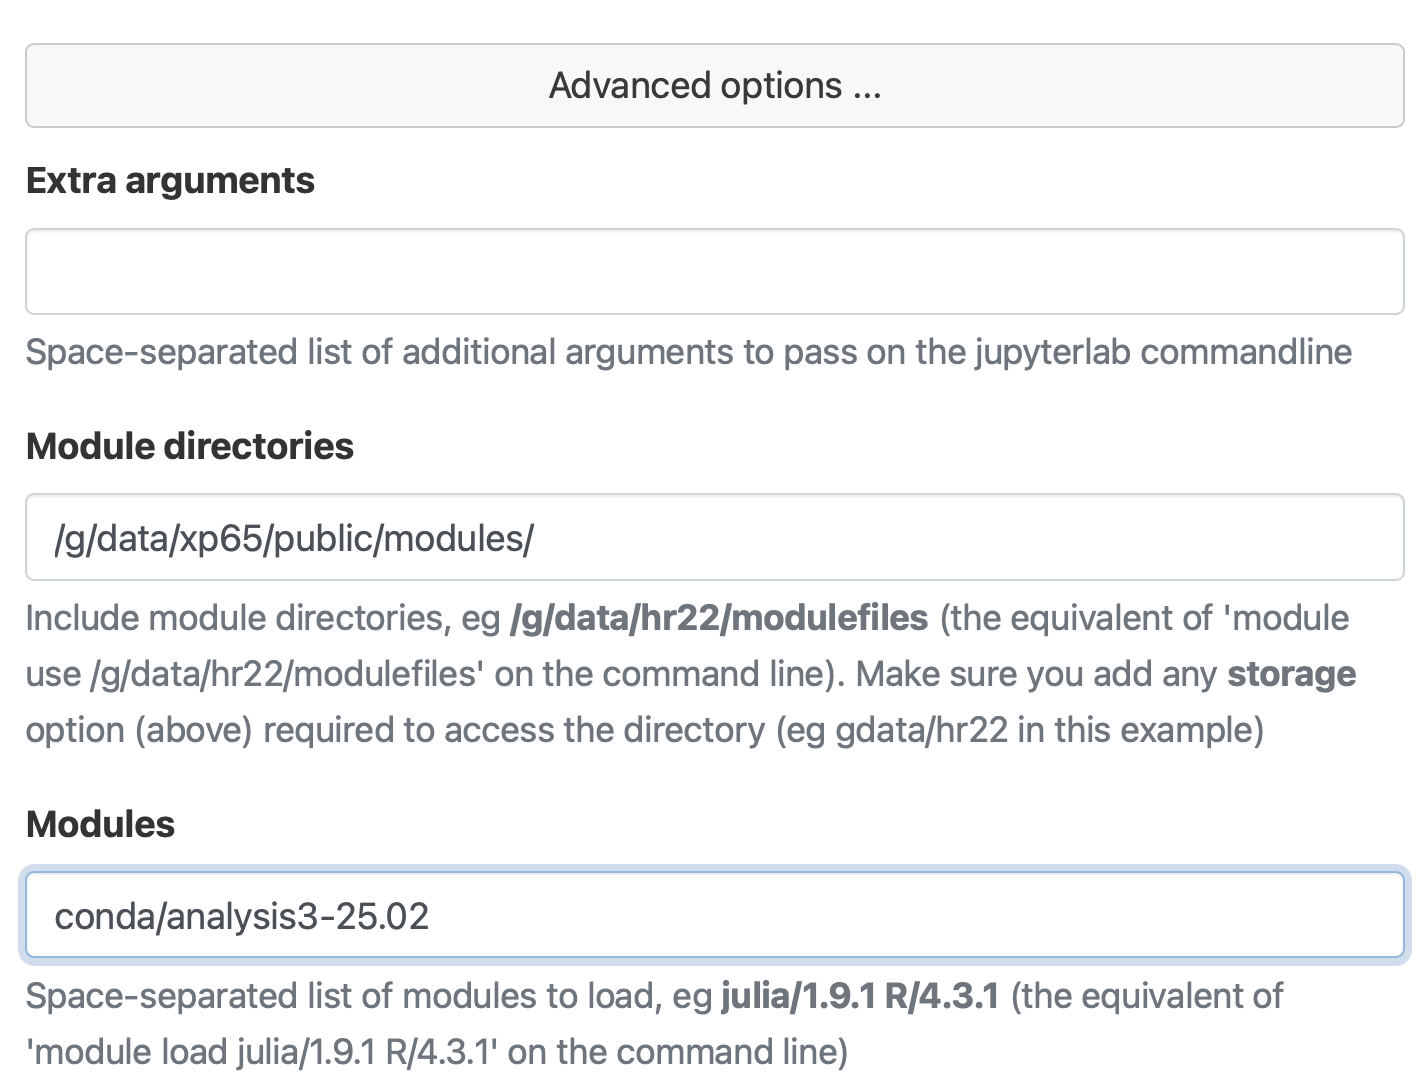 Advanced options ...
Extra arguments
Space-separated list of additional arguments to pass on the jupyterlab commandline
Module directories
/g/data/xp65/public/modules/
Include module directories, eg /g/data/hr22/modulefiles (the equivalent of 'module
use /g/data/hr22/modulefiles' on the command line). Make sure you add any storage
option (above) required to access the directory (eg gdata/hr22 in this example)
Modules
conda/analysis3-25.02
Space-separated list of modules to load, eg julia/1.9.1 R/4.3.1 (the equivalent of
'module load julia/1.9.1 R/4.3.1' on the command line)